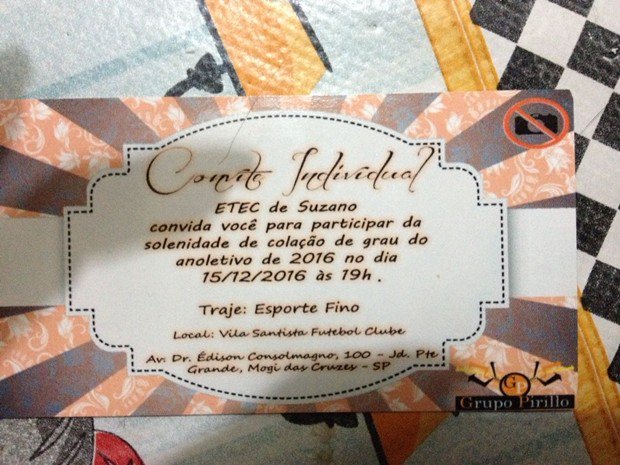 Convite Individual
ETEC de Suzano
convida você para participar da
solenidade de colação de grau do
anoletivo de 2016 no dia
15/12/2016 às 19h .
Traje: Esporte Fino
Local: Vila Santista Futebol Clube
Av: Dr. Édison Consolmagno, 100 - Jd. Pte
Grande, Mogi das Cruzes - SP
G
Grupo Pirillo